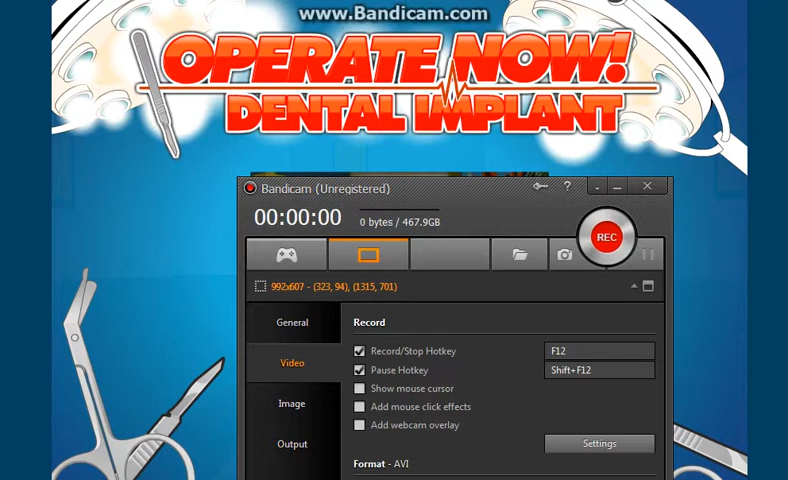 www.Bandicam.com
OPERATE NOW!
DENTAL IMPLANT
Bandicam (Unregistered)
?
00:00:00
0 bytes / 467.9GB
REC
992x607 - (323, 94), (1315, 701)
General
Record
Record/Stop Hotkey
F12
Video
Pause Hotkey
Shift+F12
Show mouse cursor
Image
Add mouse click effects
Add webcam overlay
Output
Settings
Format - AVI